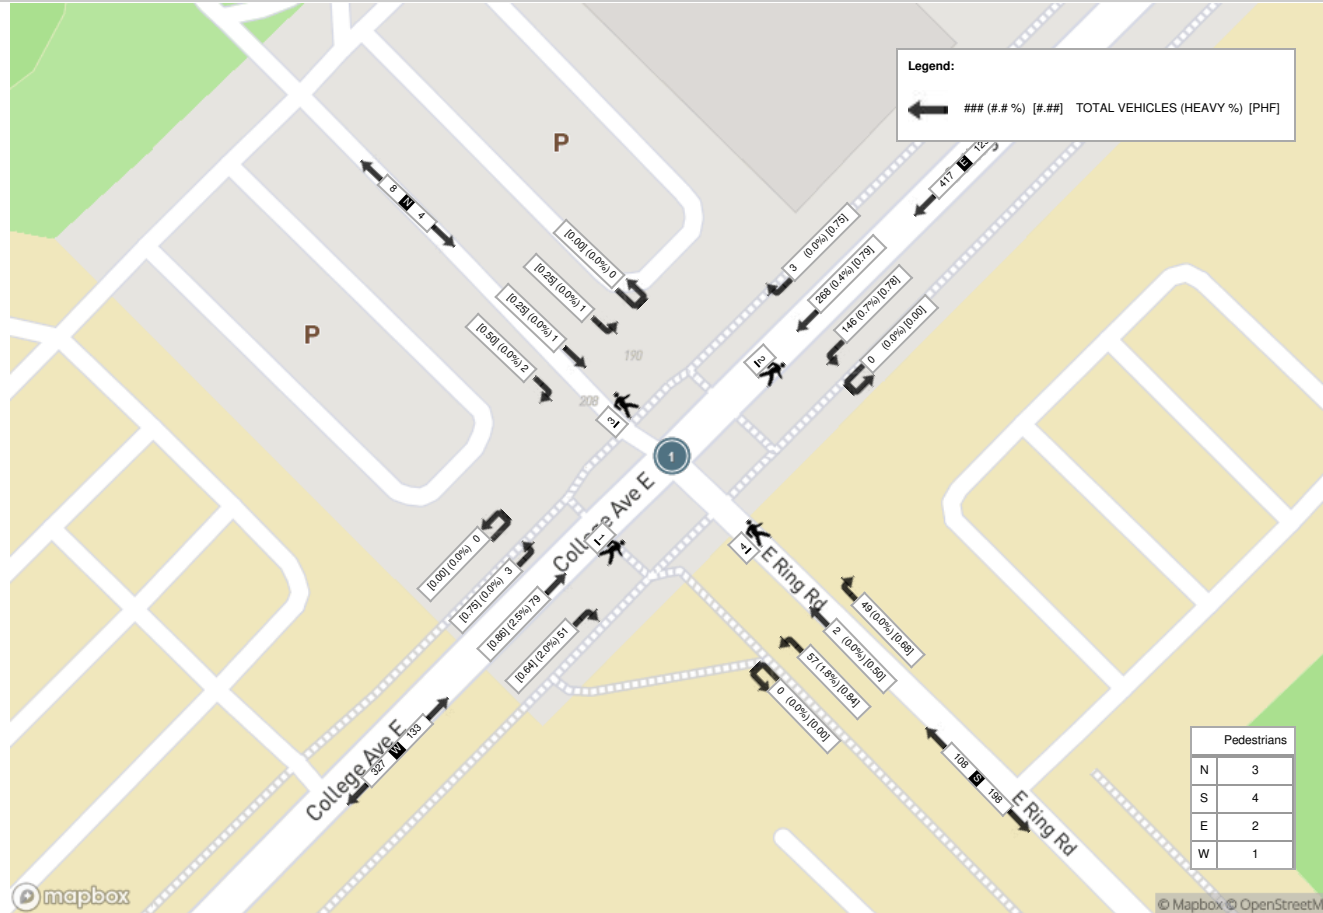 Legend:
### (#.# %) [#.##] TOTAL VEHICLES (HEAVY %) [PHF]
P
P
8 N 4
417 E
[0.00] (0.0%) 0
[0.25] (0.0%) 1
[0.25] (0.0%) 1
[0.50] (0.0%) 2
3 (0.0%) [0.75]
268 (0.4%) [0.79]
146 (0.7%) [0.78]
0 (0.0%) [0.00]
190
208
2
3
1
1
4
College Ave E
E Ring Rd
[0.00] (0.0%) 0
[0.75] (0.0%) 3
[0.86] (2.5%) 79
[0.64] (2.0%) 51
49 (0.0%) [0.68]
2 (0.0%) [0.50]
57 (1.8%) [0.84]
0 (0.0%) [0.00]
College Ave E
327 W 133
108 S 198
E Ring Rd
Pedestrians
N 3
S 4
E 2
W 1
mapbox
© Mapbox © OpenStreetM